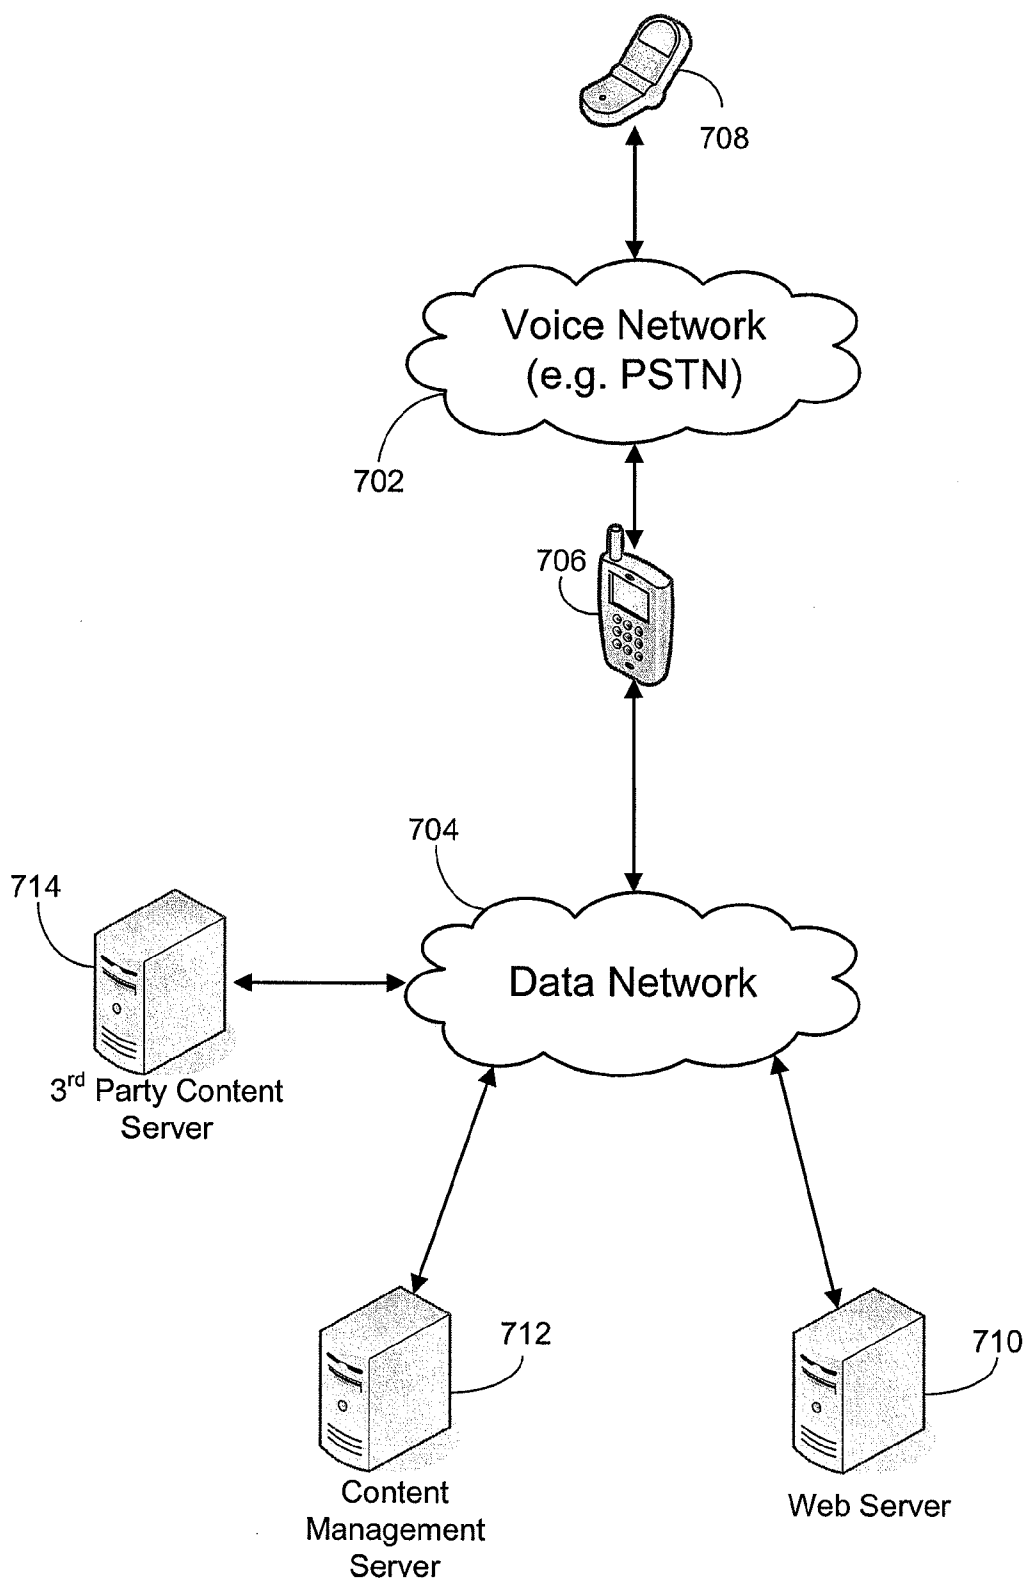 708
Voice Network
(e.g. PSTN)
702
706
704
714
Data Network
3rd Party Content
Server
712
710
Content
Management
Server
Web Server